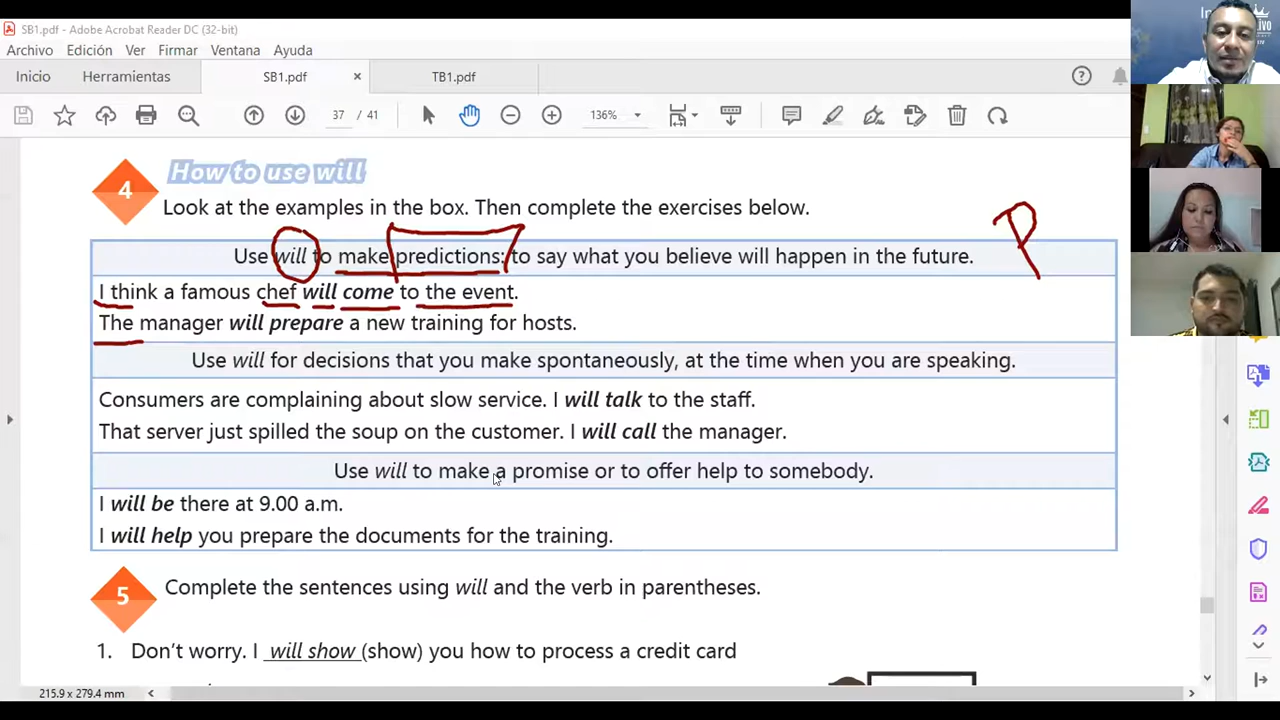 SB1.pdf - Adobe Acrobat Reader DC (32-bit)
Archivo Edición Ver Firmar Ventana Ayuda
Inicio Herramientas SB1.pdf × TB1.pdf
37 / 41 136%
4 How to use will
Look at the examples in the box. Then complete the exercises below.
P
Use will to make predictions; to say what you believe will happen in the future.
I think a famous chef will come to the event.
The manager will prepare a new training for hosts.
Use will for decisions that you make spontaneously, at the time when you are speaking.
Consumers are complaining about slow service. I will talk to the staff.
That server just spilled the soup on the customer. I will call the manager.
Use will to make a promise or to offer help to somebody.
I will be there at 9.00 a.m.
I will help you prepare the documents for the training.
5 Complete the sentences using will and the verb in parentheses.
1. Don't worry. I will show (show) you how to process a credit card
215.9 x 279.4 mm